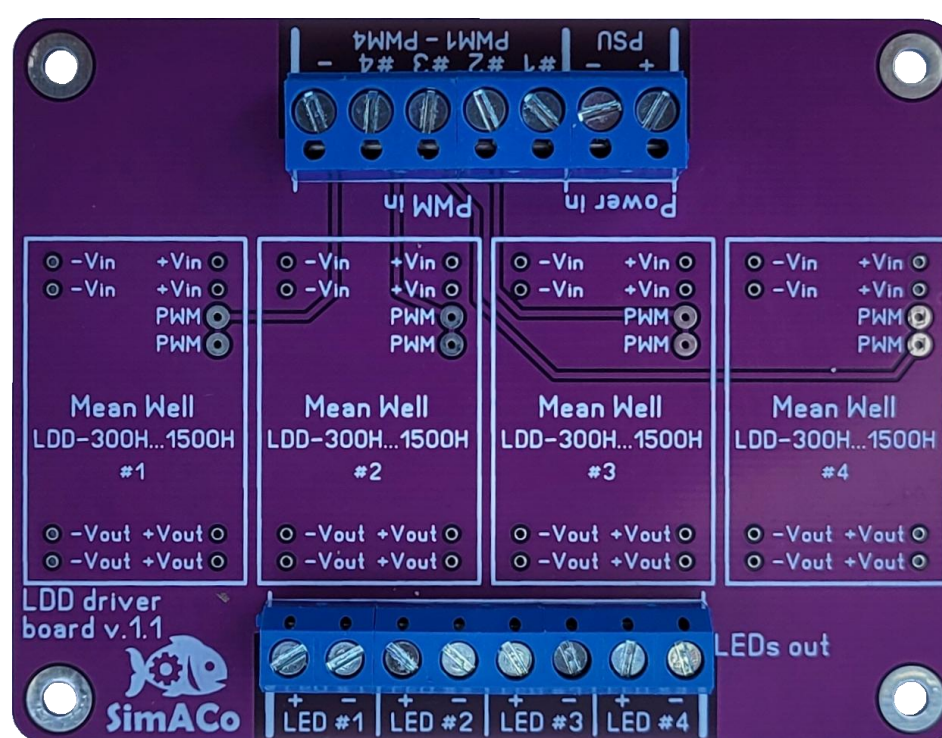 PWM1-PWM4 PSU
- #4 #3 #2 #1 - +
PWM in Power in
-Vin +Vin -Vin +Vin -Vin +Vin -Vin +Vin
-Vin +Vin -Vin +Vin -Vin +Vin -Vin +Vin
PWM PWM PWM PWM
PWM PWM PWM PWM
Mean Well Mean Well Mean Well Mean Well
LDD-300H...1500H LDD-300H...1500H LDD-300H...1500H LDD-300H...1500H
#1 #2 #3 #4
-Vout +Vout -Vout +Vout -Vout +Vout -Vout +Vout
-Vout +Vout -Vout +Vout -Vout +Vout -Vout +Vout
LDD driver
board v.1.1
LEDs out
SimACo
+ - + - + - + -
LED #1 LED #2 LED #3 LED #4